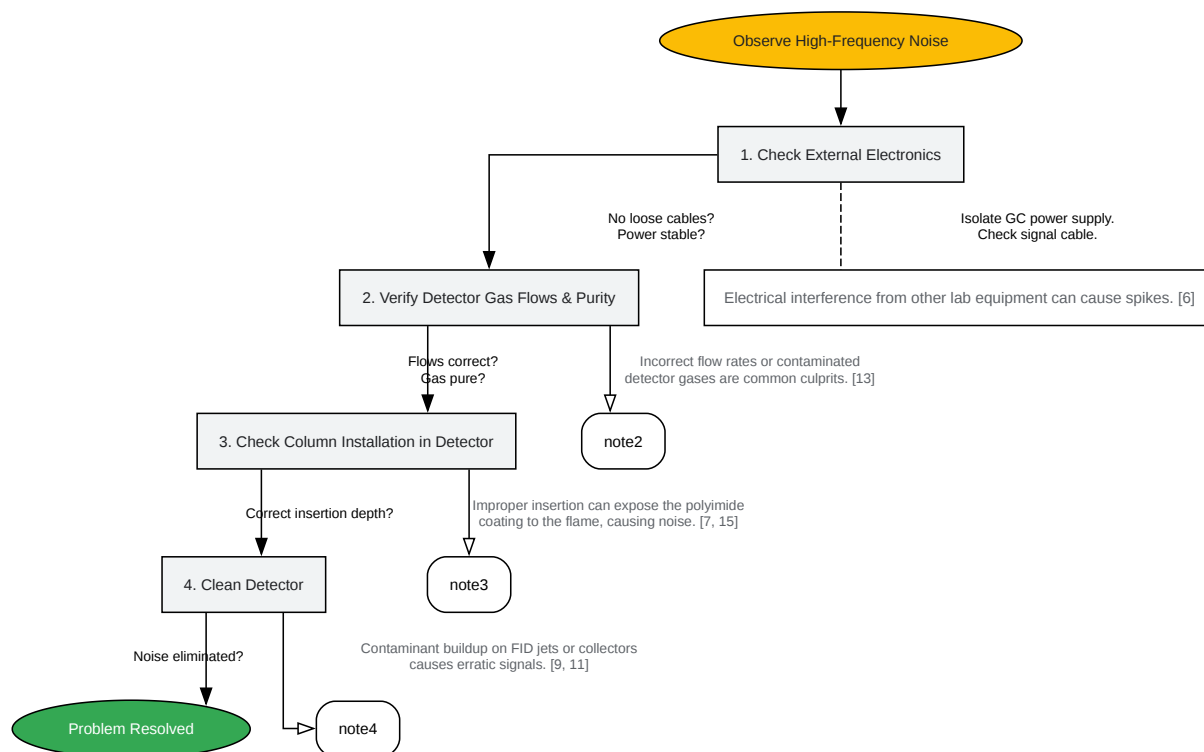 Observe High-Frequency Noise
1. Check External Electronics
No loose cables?
Power stable?
Isolate GC power supply.
Check signal cable.
2. Verify Detector Gas Flows & Purity
Electrical interference from other lab equipment can cause spikes. [6]
Flows correct?
Gas pure?
Incorrect flow rates or contaminated
detector gases are common culprits. [13]
3. Check Column Installation in Detector
note2
Correct insertion depth?
Improper insertion can expose the polyimide
coating to the flame, causing noise. [7, 15]
4. Clean Detector
note3
Noise eliminated?
Contaminant buildup on FID jets or collectors
causes erratic signals. [9, 11]
Problem Resolved
note4